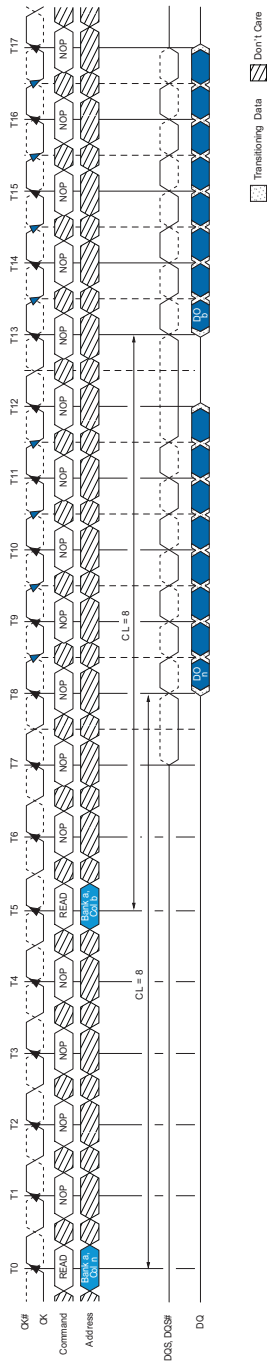 T0 T1 T2 T3 T4 T5 T6 T7 T8 T9 T10 T11 T12 T13 T14 T15 T16 T17
CK#
CK
Command READ NOP NOP NOP NOP READ NOP NOP NOP NOP NOP NOP NOP NOP NOP NOP NOP NOP
Address Bank a, Col n Bank a, Col b
CL = 8
CL = 8
DQS, DQS#
DQ DO n DO b
Transitioning Data Don't Care